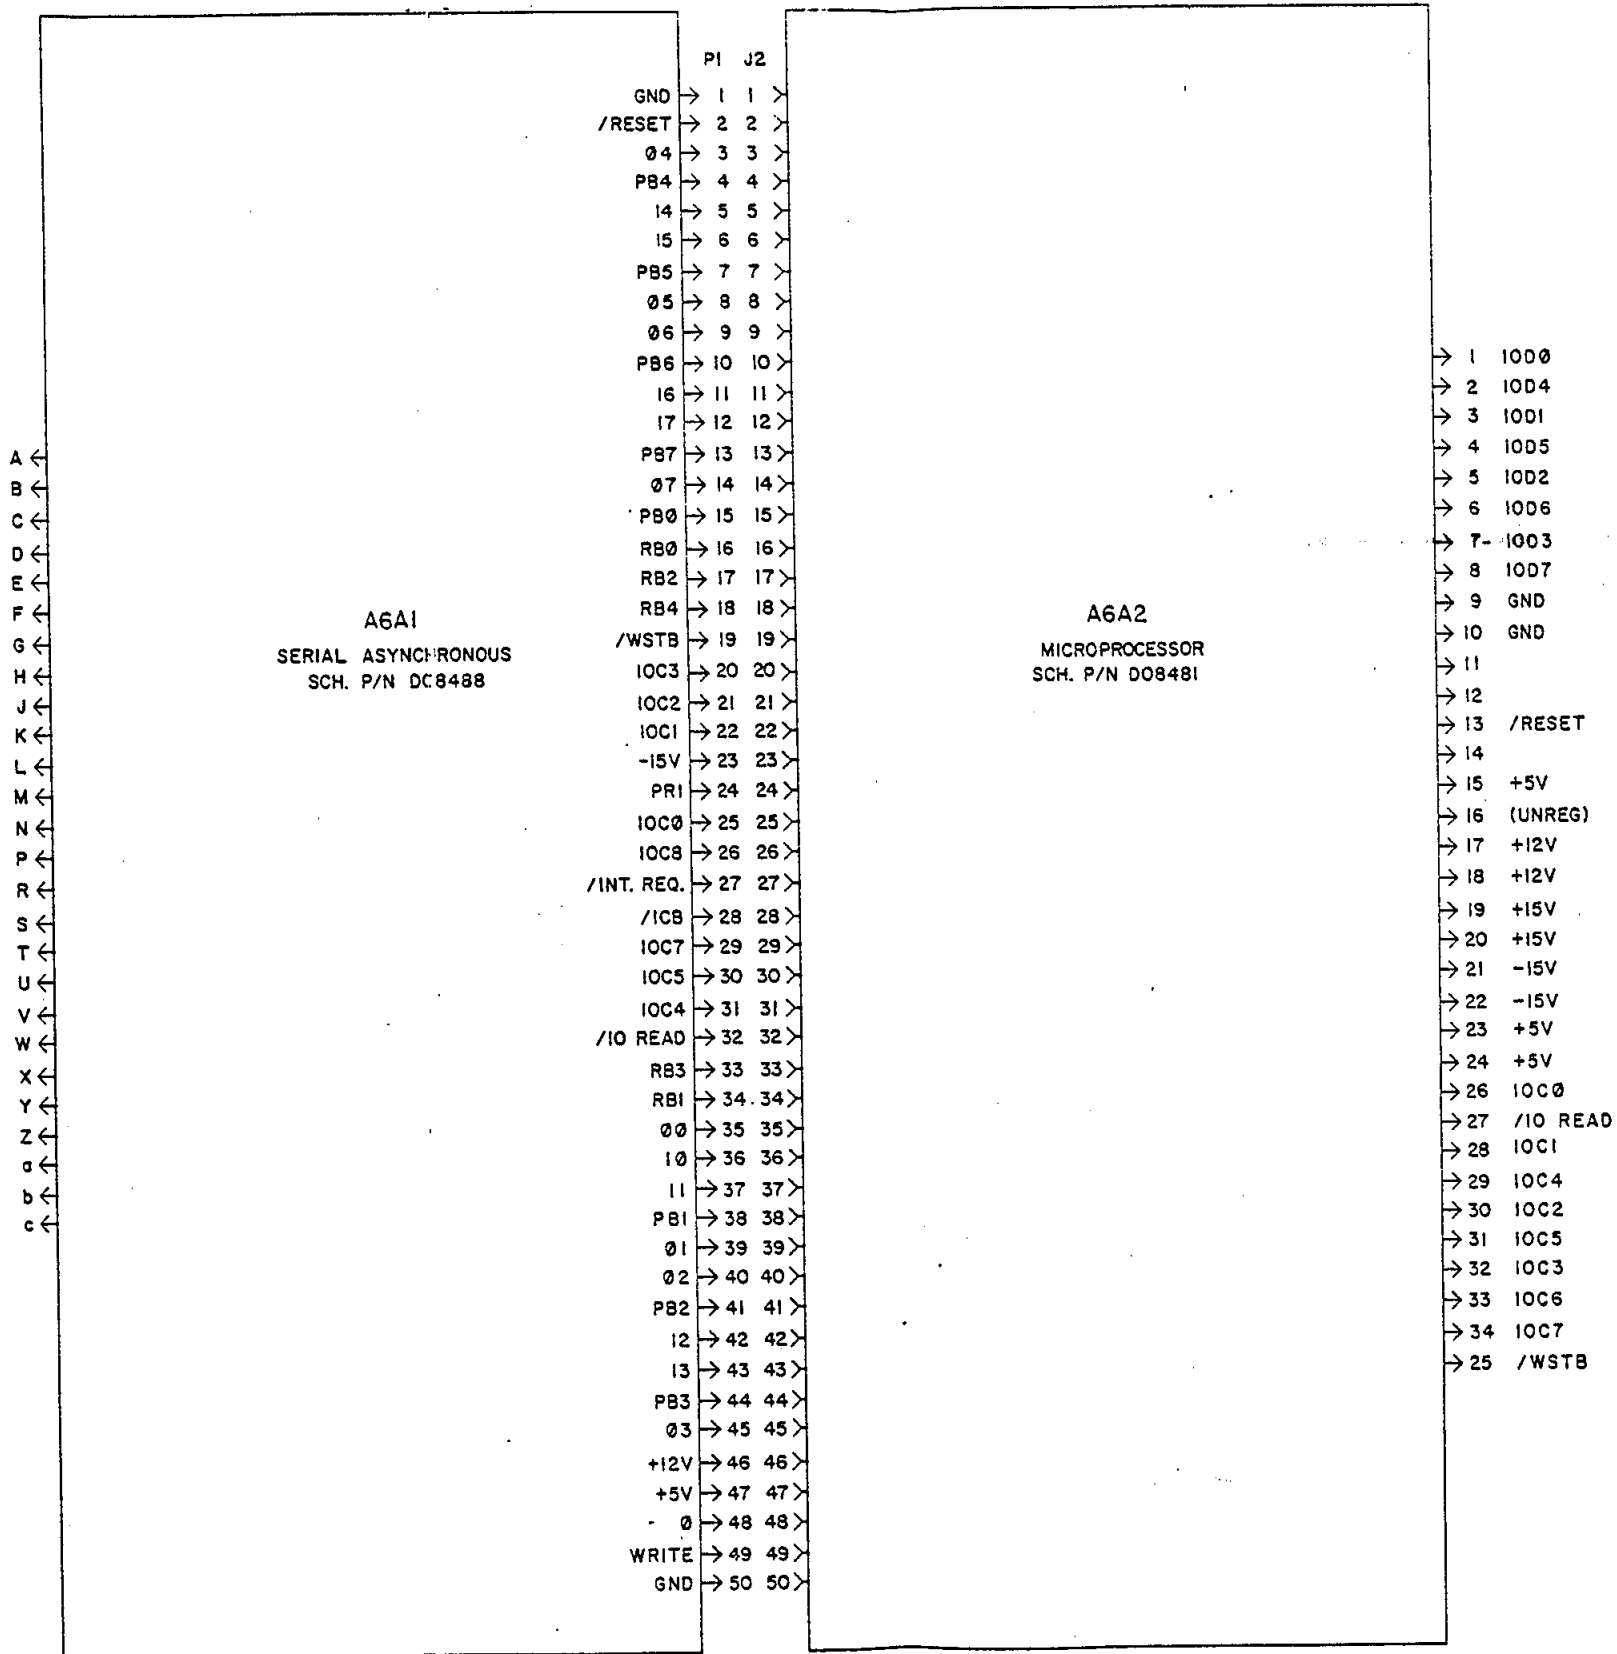 P1 J2
GND 1 1
/RESET 2 2
Ø4 3 3
PB4 4 4
I4 5 5
I5 6 6
PB5 7 7
Ø5 8 8
Ø6 9 9
PB6 10 10
I6 11 11
I7 12 12
PB7 13 13
Ø7 14 14
PBØ 15 15
RBØ 16 16
RB2 17 17
RB4 18 18
/WSTB 19 19
IOC3 20 20
IOC2 21 21
IOC1 22 22
-15V 23 23
PR1 24 24
IOCØ 25 25
IOC8 26 26
/INT. REQ. 27 27
/ICB 28 28
IOC7 29 29
IOC5 30 30
IOC4 31 31
/IO READ 32 32
RB3 33 33
RB1 34 34
ØØ 35 35
IØ 36 36
I1 37 37
PB1 38 38
Ø1 39 39
Ø2 40 40
PB2 41 41
I2 42 42
I3 43 43
PB3 44 44
Ø3 45 45
+12V 46 46
+5V 47 47
Ø 48 48
WRITE 49 49
GND 50 50
A
B
C
D
E
F
G
H
J
K
L
M
N
P
R
S
T
U
V
W
X
Y
Z
a
b
c
A6A1
SERIAL ASYNCHRONOUS
SCH. P/N DC8488
A6A2
MICROPROCESSOR
SCH. P/N D08481
1 IODØ
2 IOD4
3 IOD1
4 IOD5
5 IOD2
6 IOD6
7 IOD3
8 IOD7
9 GND
10 GND
11
12
13 /RESET
14
15 +5V
16 (UNREG)
17 +12V
18 +12V
19 +15V
20 +15V
21 -15V
22 -15V
23 +5V
24 +5V
26 IOCØ
27 /IO READ
28 IOC1
29 IOC4
30 IOC2
31 IOC5
32 IOC3
33 IOC6
34 IOC7
25 /WSTB